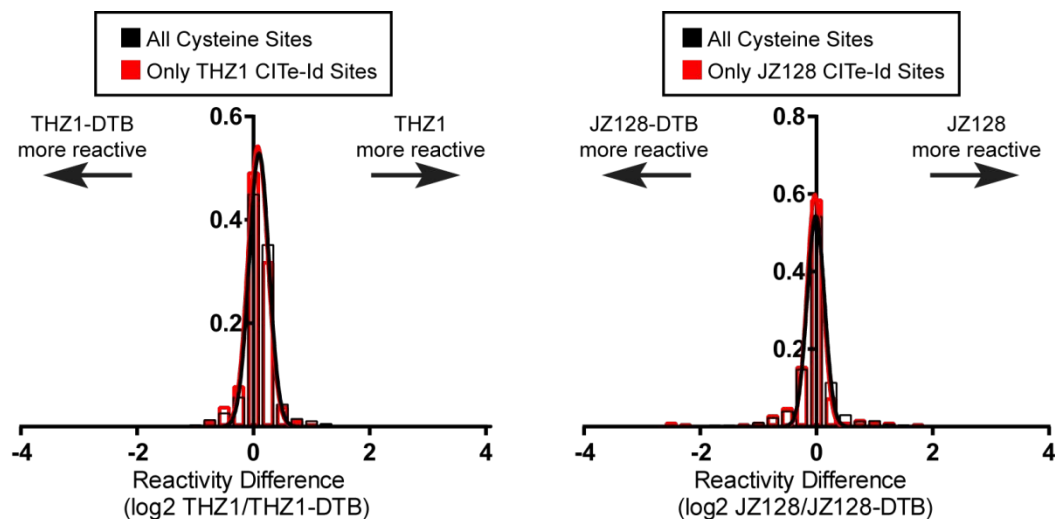 All Cysteine Sites
Only THZ1 CITe-Id Sites
THZ1-DTB
more reactive
THZ1
more reactive
0.6
0.4
0.2
-4
-2
0
2
4
Reactivity Difference
(log2 THZ1/THZ1-DTB)
All Cysteine Sites
Only JZ128 CITe-Id Sites
JZ128-DTB
more reactive
JZ128
more reactive
0.8
0.6
0.4
0.2
-4
-2
0
2
4
Reactivity Difference
(log2 JZ128/JZ128-DTB)